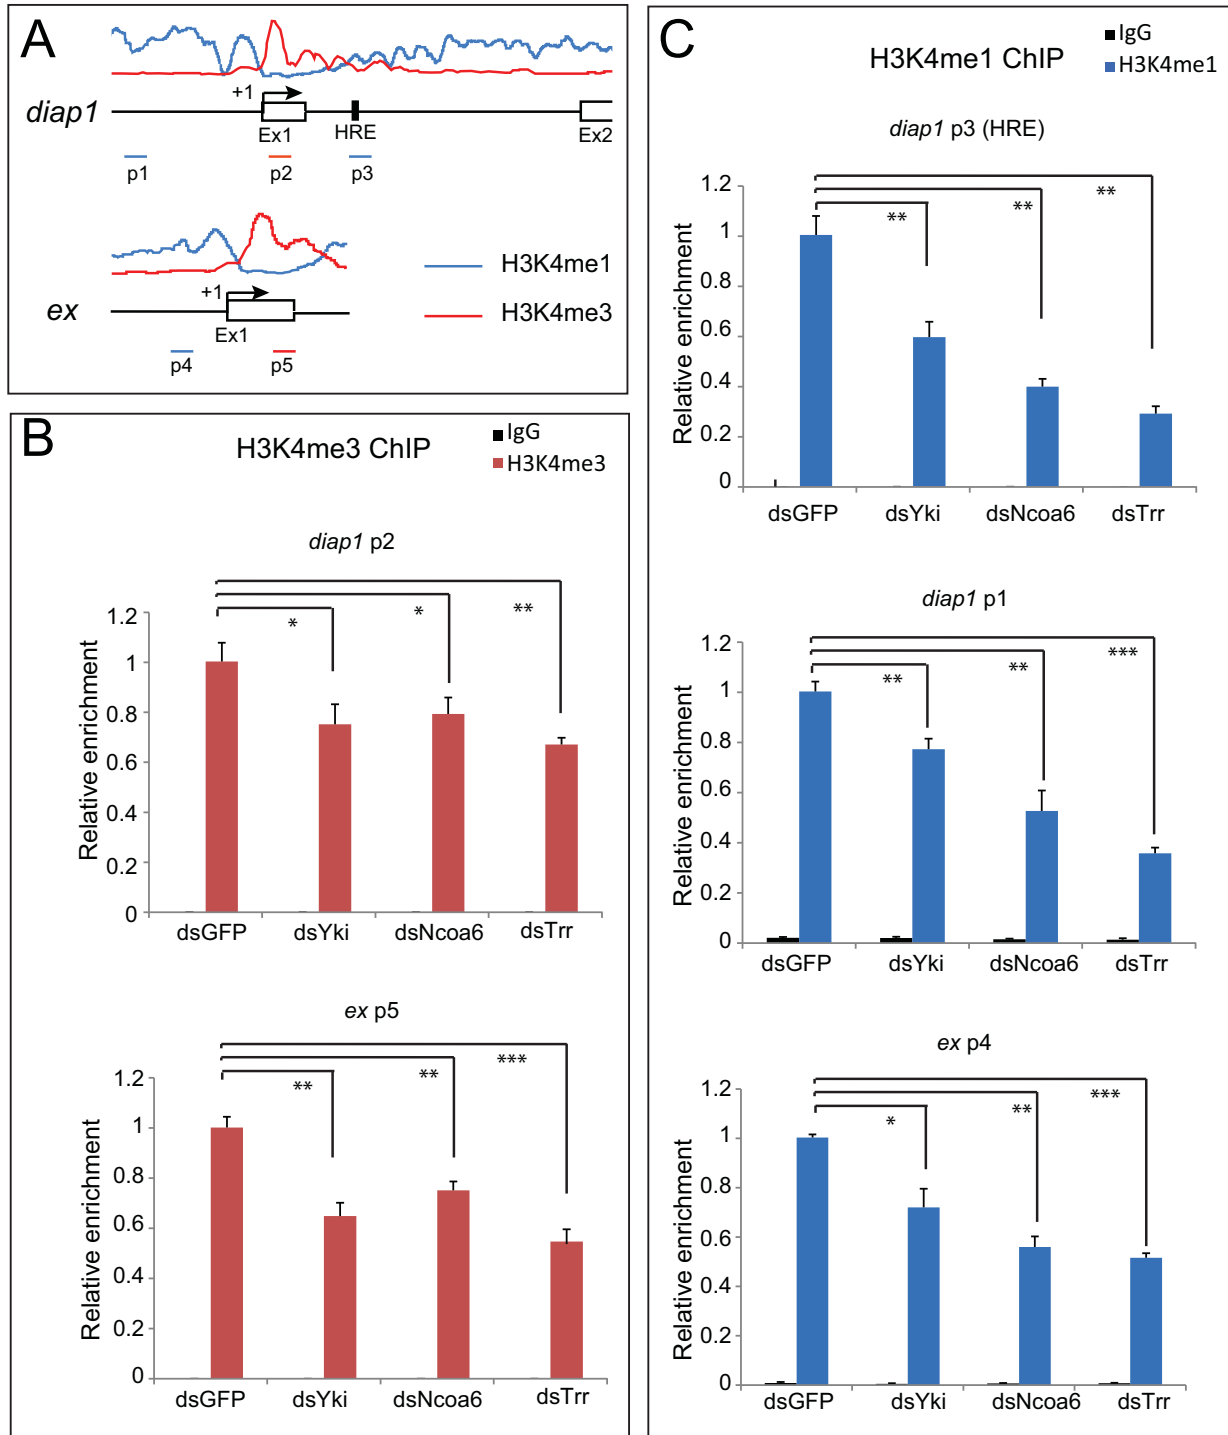 A
diap1
+1
Ex1
HRE
Ex2
p1
p2
p3
ex
+1
Ex1
p4
p5
H3K4me1
H3K4me3
B
H3K4me3 ChIP
IgG
H3K4me3
diap1 p2
Relative enrichment
1.2
1
0.8
0.6
0.4
0.2
0
*
*
**
dsGFP dsYki dsNcoa6 dsTrr
ex p5
Relative enrichment
1.2
1
0.8
0.6
0.4
0.2
0
**
**
***
dsGFP dsYki dsNcoa6 dsTrr
C
H3K4me1 ChIP
IgG
H3K4me1
diap1 p3 (HRE)
Relative enrichment
1.2
1
0.8
0.6
0.4
0.2
0
**
**
**
dsGFP dsYki dsNcoa6 dsTrr
diap1 p1
Relative enrichment
1.2
1
0.8
0.6
0.4
0.2
0
**
**
***
dsGFP dsYki dsNcoa6 dsTrr
ex p4
Relative enrichment
1.2
1
0.8
0.6
0.4
0.2
0
*
**
***
dsGFP dsYki dsNcoa6 dsTrr